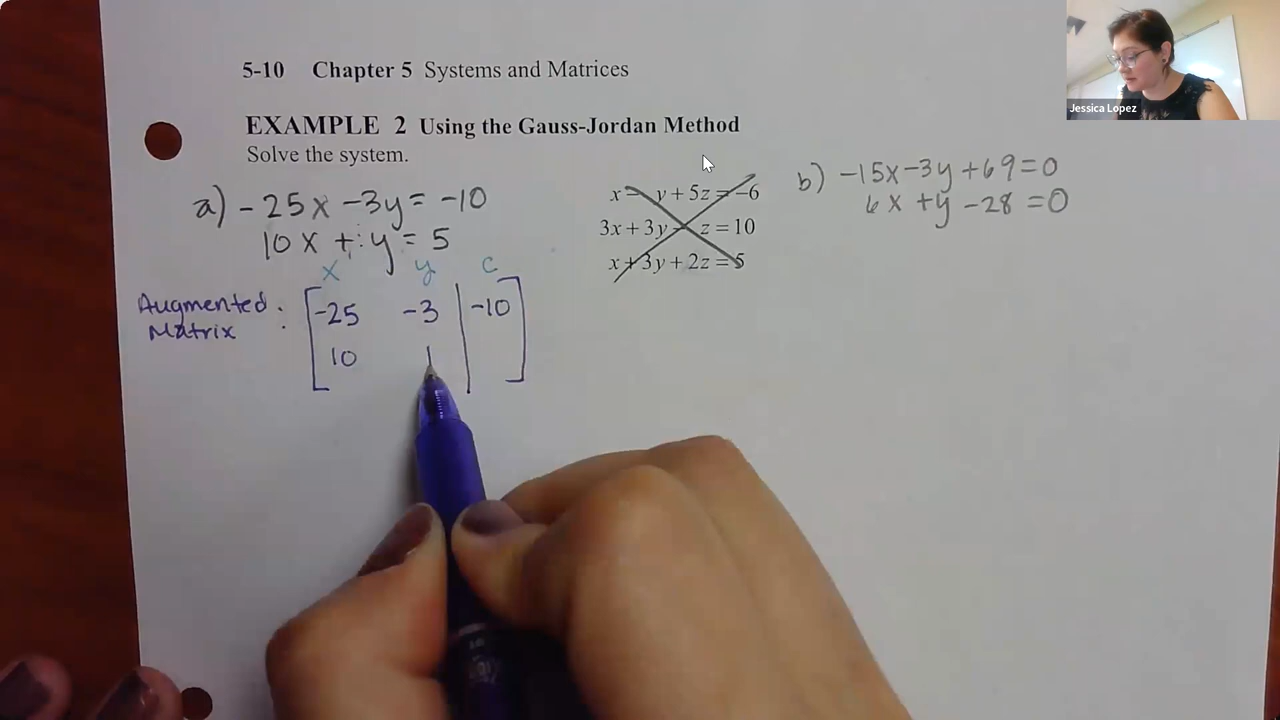 Jessica Lopez
5-10 Chapter 5 Systems and Matrices
EXAMPLE 2 Using the Gauss-Jordan Method
Solve the system.
a) -25x -3y = -10
10x + y = 5
x - y + 5z = -6
3x + 3y - z = 10
x + 3y + 2z = 5
b) -15x -3y +69 = 0
6x + y -28 = 0
x y c
Augmented Matrix :
-25 -3 | -10
10 1 |